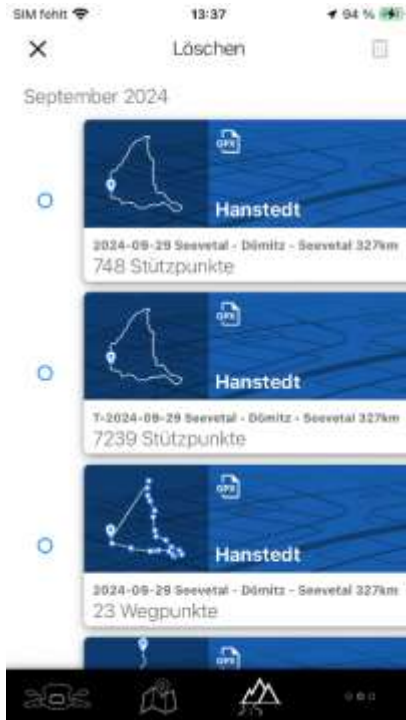 SIM fehlt 13:37 94 %
Löschen
September 2024
GPX
Hanstedt
2024-09-29 Seevetal - Dömitz - Seevetal 327km
748 Stützpunkte
GPX
Hanstedt
T-2024-09-29 Seevetal - Dömitz - Seevetal 327km
7239 Stützpunkte
GPX
Hanstedt
2024-09-29 Seevetal - Dömitz - Seevetal 327km
23 Wegpunkte
GPX